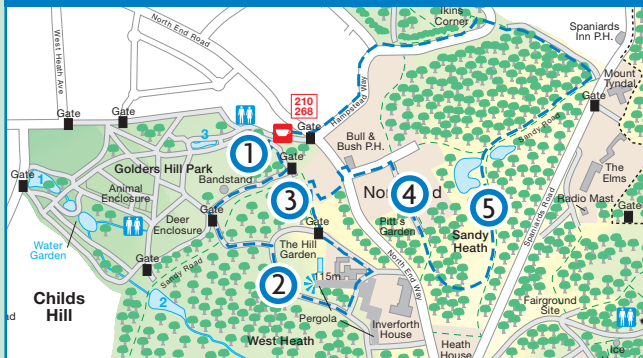 Ikins
Corner
Spaniards
Inn P.H.
North End Road
West Heath Ave
Mount
Tyndal
210
268
Hampstead Way
Gate
Gate
Gate
Gate
Gate
3
Sandy Road
Bull &
Bush P.H.
1
Golders Hill Park
Gate
The
Elms
Gate
1
Animal
Enclosure
Bandstand
3
No
d
4
5
Radio Mast
Gate
Deer
Enclosure
Gate
Pitt's
Garden
Sandy
Heath
Spaniards Road
Water
Garden
The Hill
Garden
Gate
Sandy Road
North End Way
2
115m
Childs
Hill
2
Fairground
Site
ad
Pergola
Inverforth
House
West Heath
Heath
House
Ice